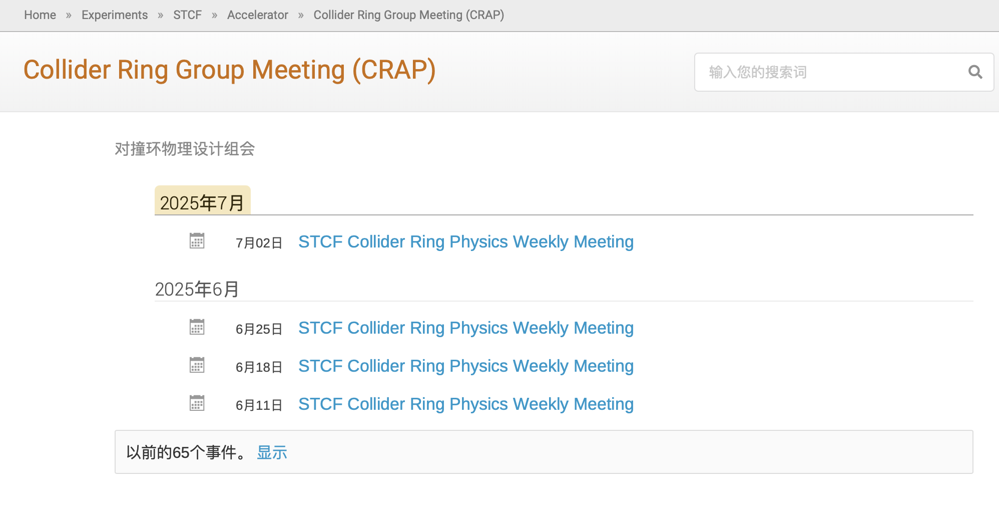 Home » Experiments » STCF » Accelerator » Collider Ring Group Meeting (CRAP)
Collider Ring Group Meeting (CRAP)
输入您的搜索词
对撞环物理设计组会
2025年7月
7月02日 STCF Collider Ring Physics Weekly Meeting
2025年6月
6月25日 STCF Collider Ring Physics Weekly Meeting
6月18日 STCF Collider Ring Physics Weekly Meeting
6月11日 STCF Collider Ring Physics Weekly Meeting
以前的65个事件。 显示